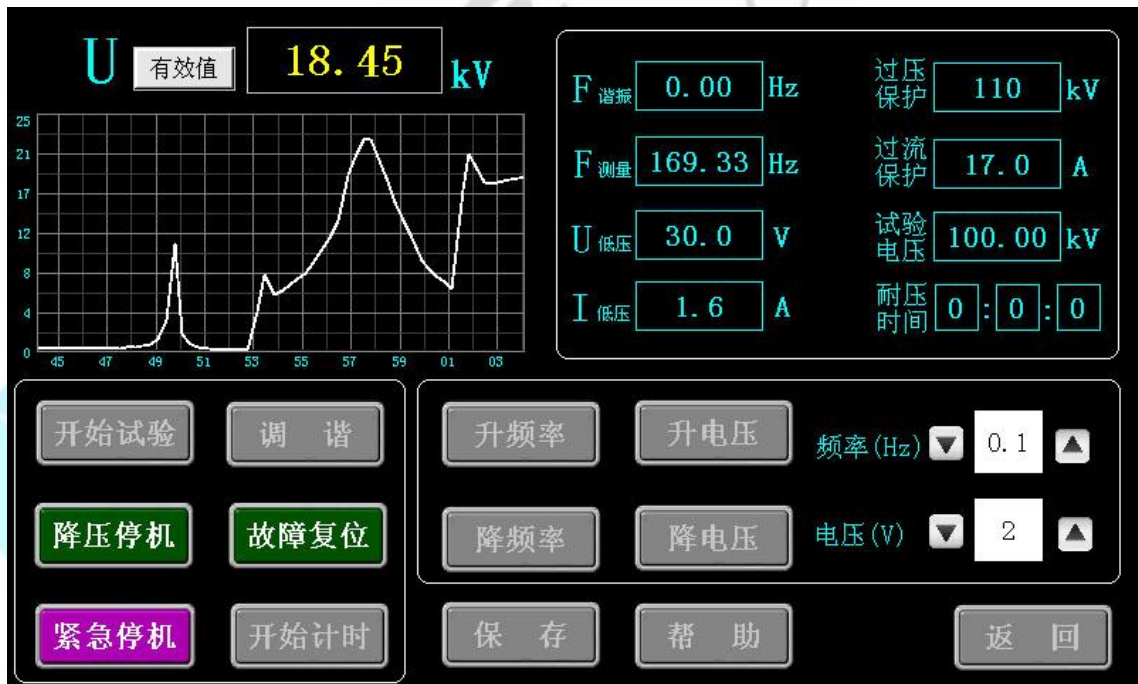 U 有效值 18.45 kV
25
21
17
12
8
4
0
45 47 49 51 53 55 57 59 01 03
F谐振 0.00 Hz
F测量 169.33 Hz
U低压 30.0 V
I低压 1.6 A
过压保护 110 kV
过流保护 17.0 A
试验电压 100.00 kV
耐压时间 0:0:0
开始试验 调谐
降压停机 故障复位
紧急停机 开始计时
升频率 升电压 频率(Hz) 0.1
降频率 降电压 电压(V) 2
保存 帮助 返回